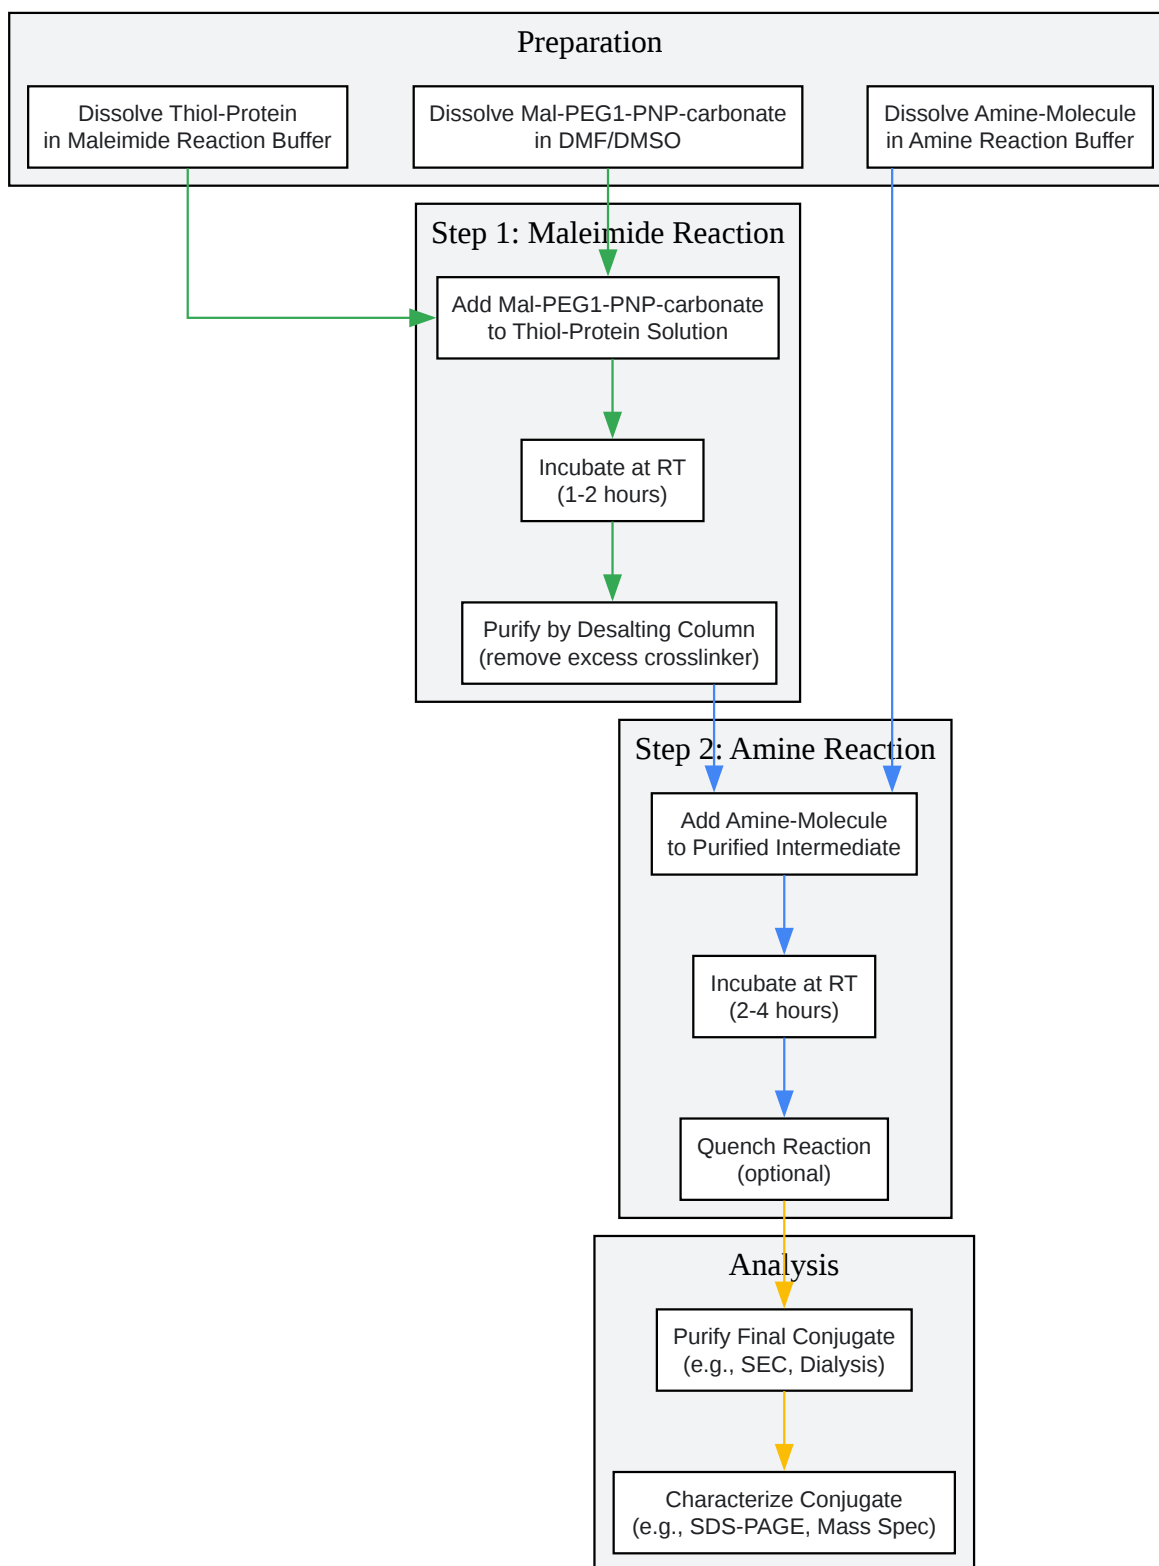 Preparation
Dissolve Thiol-Protein
in Maleimide Reaction Buffer
Dissolve Mal-PEG1-PNP-carbonate
in DMF/DMSO
Dissolve Amine-Molecule
in Amine Reaction Buffer
Step 1: Maleimide Reaction
Add Mal-PEG1-PNP-carbonate
to Thiol-Protein Solution
Incubate at RT
(1-2 hours)
Purify by Desalting Column
(remove excess crosslinker)
Step 2: Amine Reaction
Add Amine-Molecule
to Purified Intermediate
Incubate at RT
(2-4 hours)
Quench Reaction
(optional)
Analysis
Purify Final Conjugate
(e.g., SEC, Dialysis)
Characterize Conjugate
(e.g., SDS-PAGE, Mass Spec)